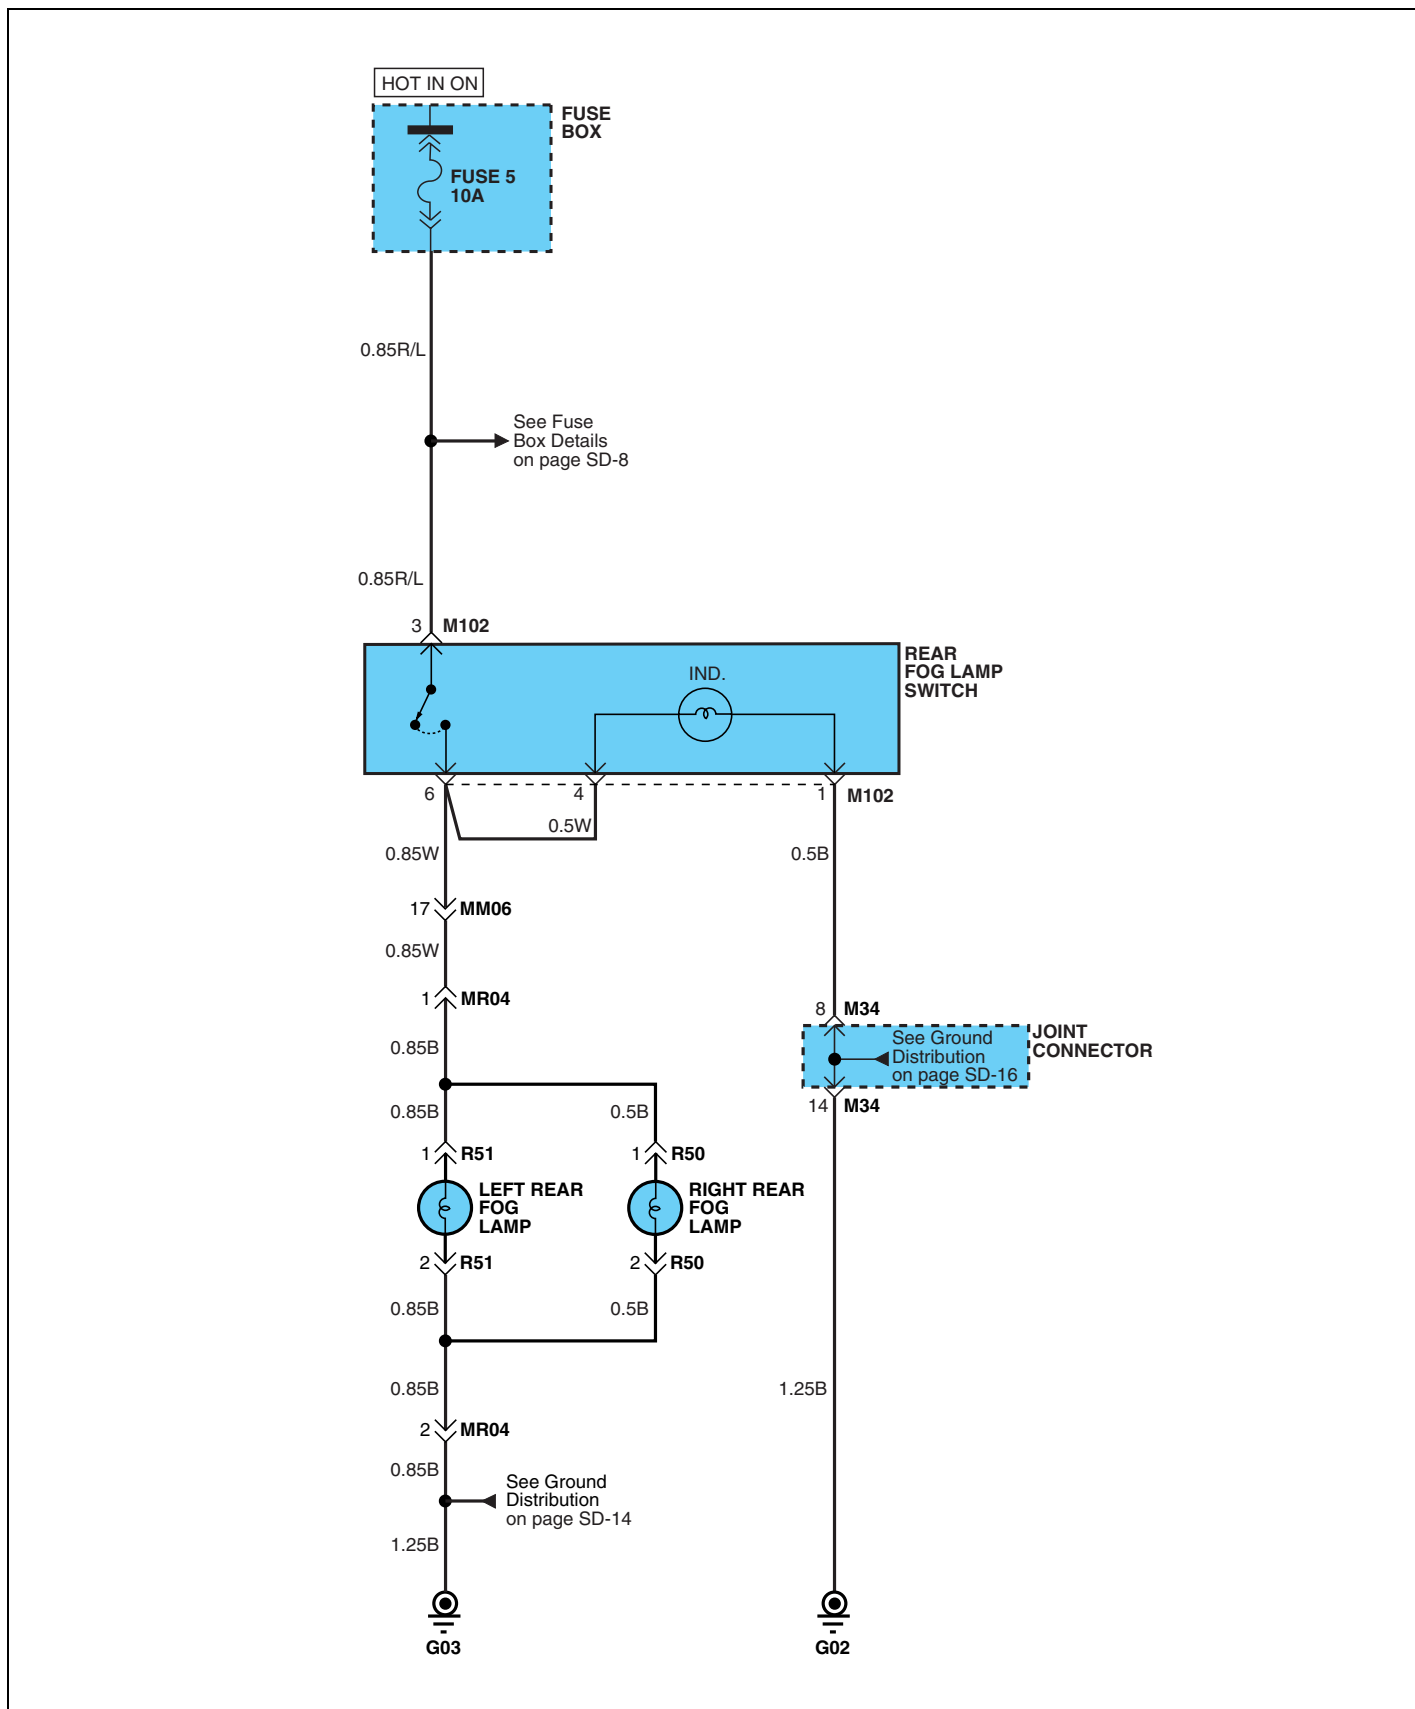 HOT IN ON
FUSE
BOX
FUSE 5
10A
0.85R/L
See Fuse
Box Details
on page SD-8
0.85R/L
3 M102
REAR
FOG LAMP
SWITCH
IND.
6 4 1 M102
0.5W
0.85W 0.5B
17 MM06
0.85W
1 MR04
8 M34
JOINT
CONNECTOR
See Ground
Distribution
on page SD-16
0.85B
14 M34
0.85B 0.5B
1 R51 1 R50
LEFT REAR
FOG
LAMP
RIGHT REAR
FOG
LAMP
2 R51 2 R50
0.85B 0.5B
0.85B 1.25B
2 MR04
0.85B
See Ground
Distribution
on page SD-14
1.25B
G03 G02